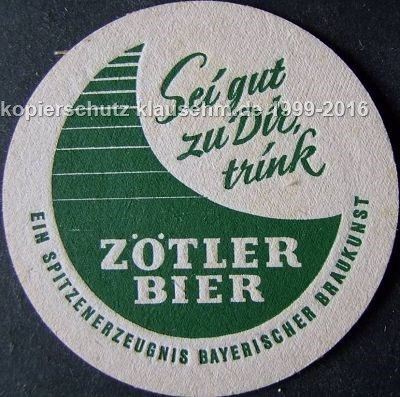 Sei gut
zu Dir,
trink
ZÖTLER
BIER
EIN SPITZENERZEUGNIS BAYERISCHER BRAUKUNST
kopierschutz klausehm.de 1999-2016